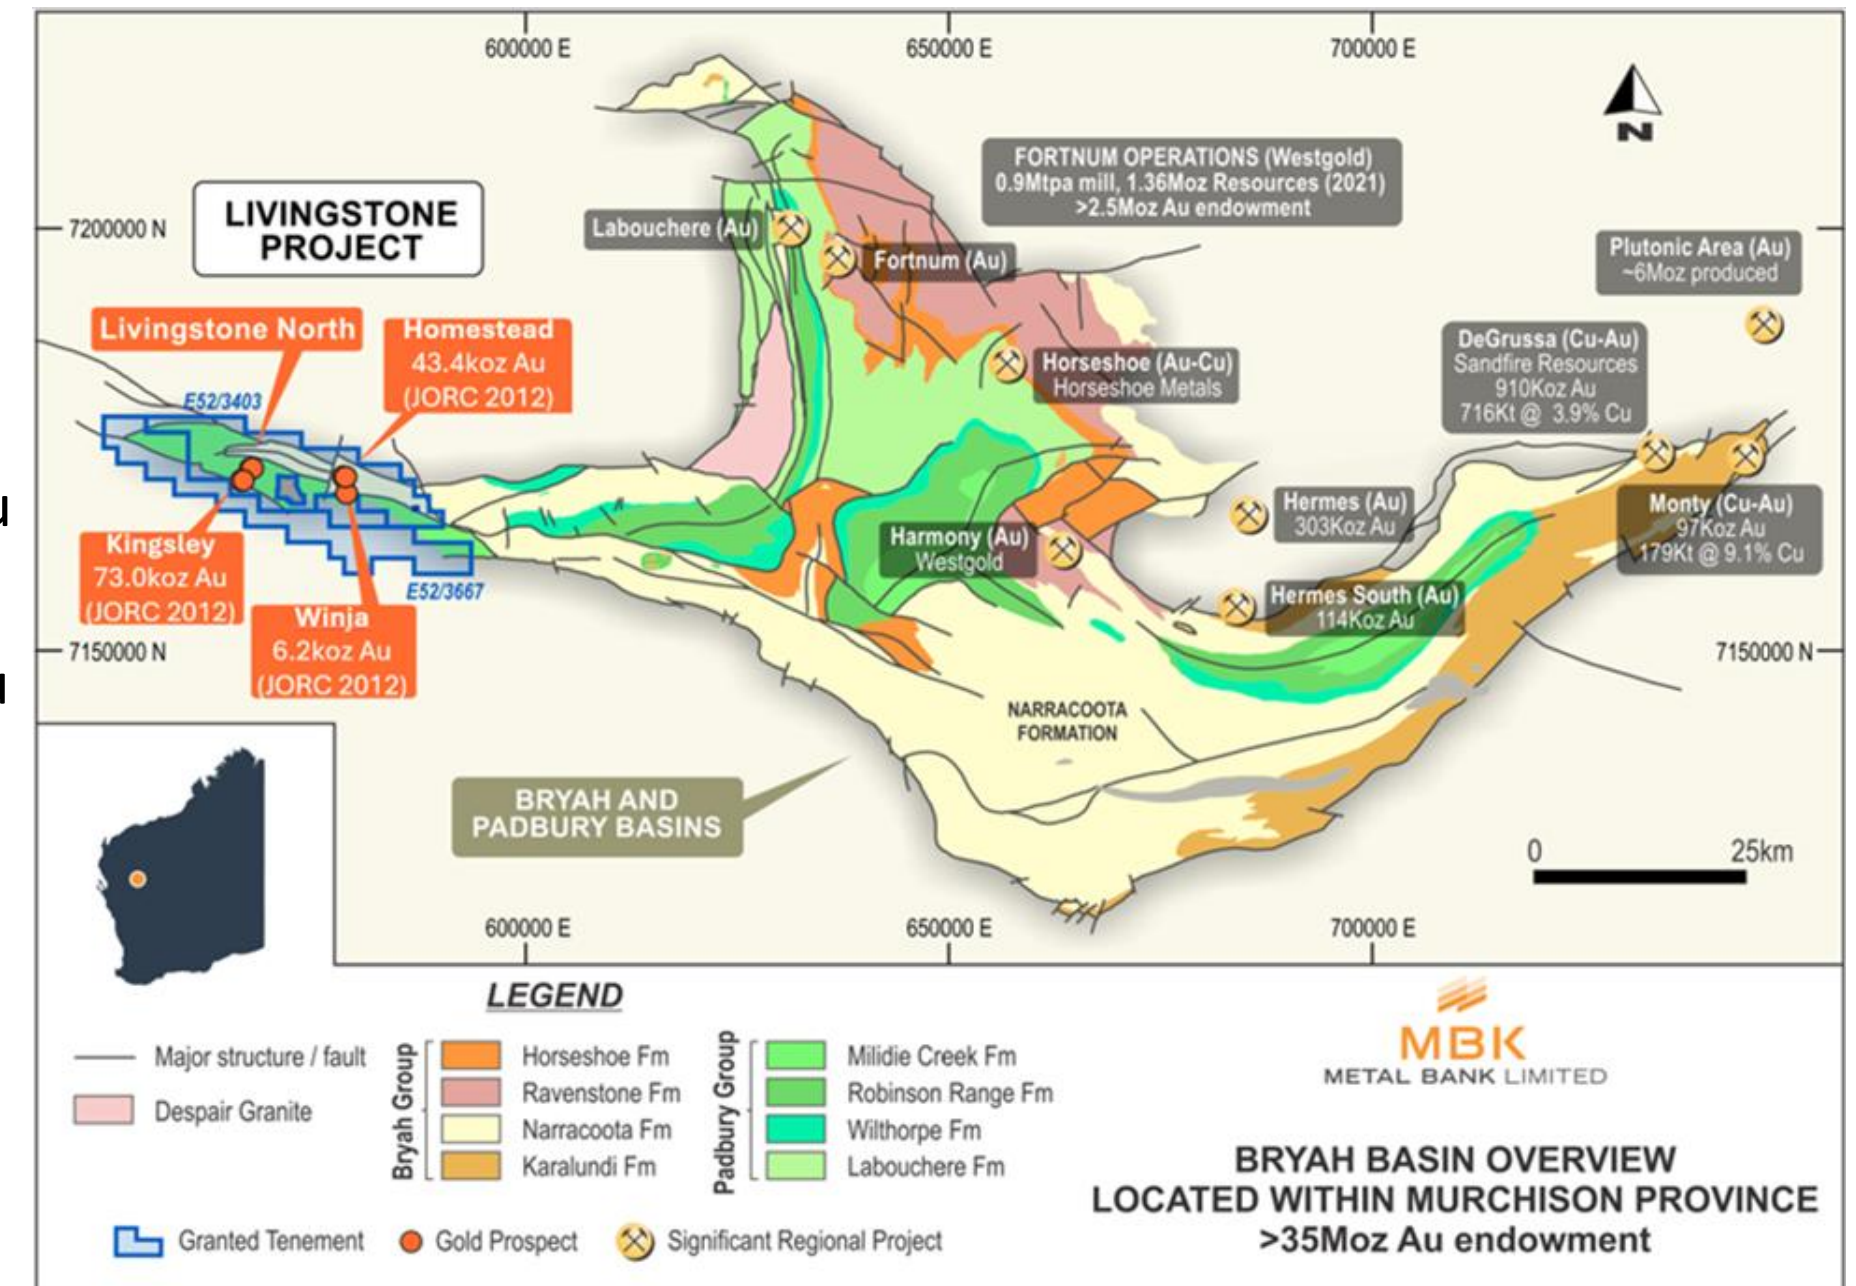 600000 E
650000 E
700000 E
N
FORTNUM OPERATIONS (Westgold)
0.9Mtpa mill, 1.36Moz Resources (2021)
>2.5Moz Au endowment
LIVINGSTONE
PROJECT
7200000 N
Labouchere (Au)
Fortnum (Au)
Plutonic Area (Au)
~6Moz produced
Livingstone North
Homestead
43.4koz Au
(JORC 2012)
Horseshoe (Au-Cu)
Horseshoe Metals
DeGrussa (Cu-Au)
Sandfire Resources
910Koz Au
716Kt @ 3.9% Cu
E52/3403
Kingsley
73.0koz Au
(JORC 2012)
Winja
6.2koz Au
(JORC 2012)
E52/3667
Harmony (Au)
Westgold
Hermes (Au)
303Koz Au
Monty (Cu-Au)
97Koz Au
179Kt @ 9.1% Cu
Hermes South (Au)
114Koz Au
7150000 N
7150000 N
NARRACOOTA
FORMATION
BRYAH AND
PADBURY BASINS
0
25km
600000 E
650000 E
700000 E
LEGEND
Major structure / fault
Despair Granite
Bryah Group
Horseshoe Fm
Ravenstone Fm
Narracoota Fm
Karalundi Fm
Padbury Group
Milidie Creek Fm
Robinson Range Fm
Wilthorpe Fm
Labouchere Fm
Granted Tenement
Gold Prospect
Significant Regional Project
MBK
METAL BANK LIMITED
BRYAH BASIN OVERVIEW
LOCATED WITHIN MURCHISON PROVINCE
>35Moz Au endowment